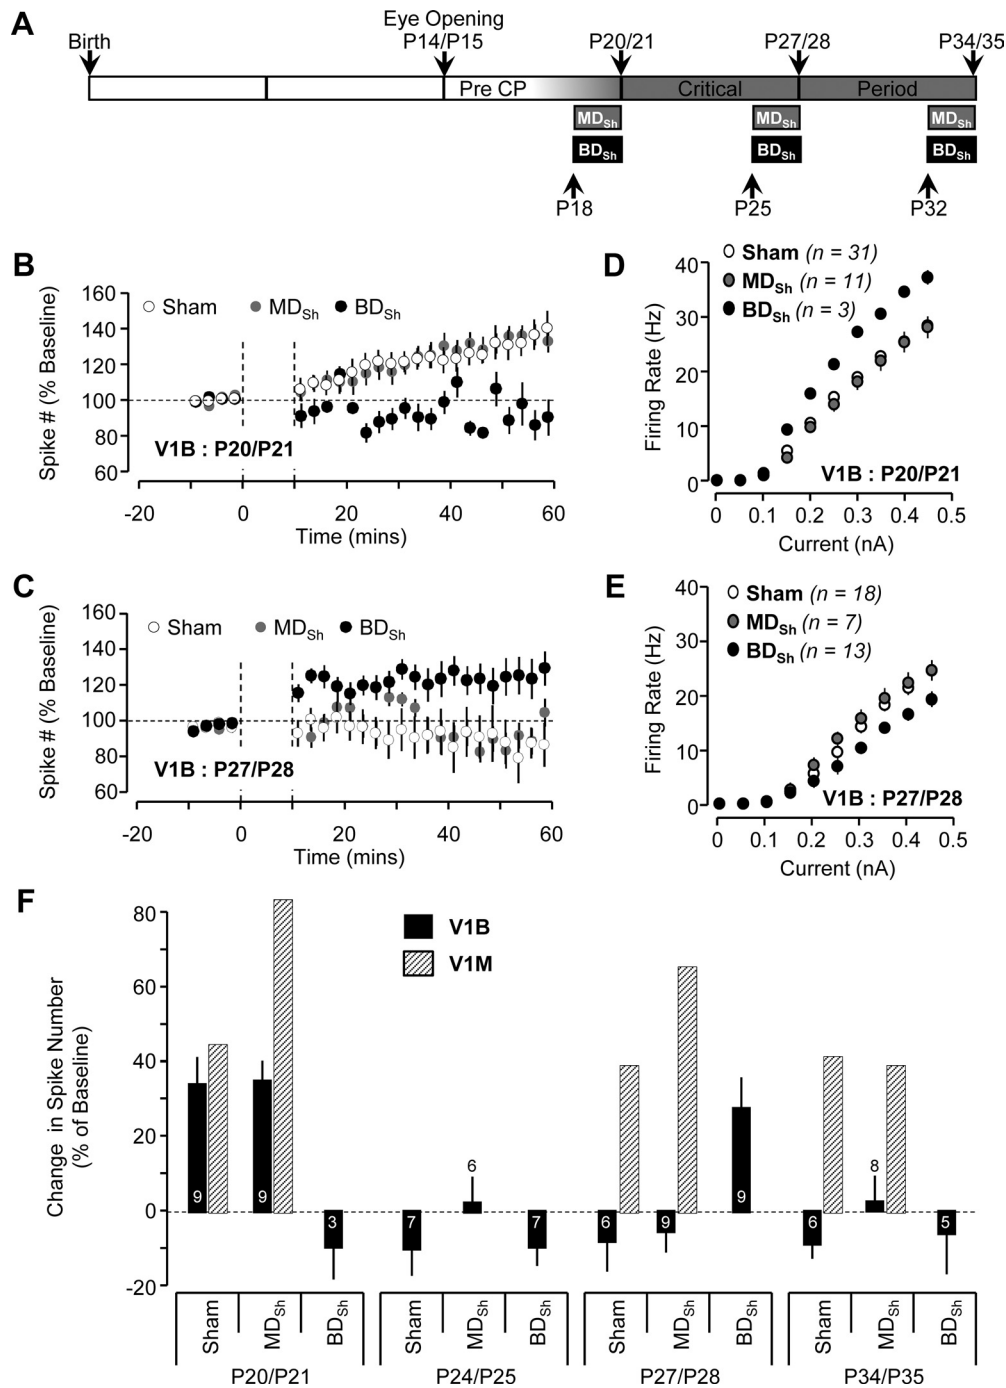 A
Eye Opening
Birth P14/P15 P20/21 P27/28 P34/35
Pre CP Critical Period
MDSh MDSh MDSh
BDSh BDSh BDSh
P18 P25 P32
B
Spike # (% Baseline)
160
140
120
100
80
60
Sham MDSh BDSh
V1B : P20/P21
-20 0 20 40 60
Time (mins)
D
Sham (n = 31)
MDSh (n = 11)
BDSh (n = 3)
Firing Rate (Hz)
40
30
20
10
0
V1B : P20/P21
0 0.1 0.2 0.3 0.4 0.5
Current (nA)
C
Spike # (% Baseline)
160
140
120
100
80
60
Sham MDSh BDSh
V1B : P27/P28
-20 0 20 40 60
Time (mins)
E
Sham (n = 18)
MDSh (n = 7)
BDSh (n = 13)
Firing Rate (Hz)
40
30
20
10
0
V1B : P27/P28
0 0.1 0.2 0.3 0.4 0.5
Current (nA)
F
Change in Spike Number
(% of Baseline)
80
60
40
20
0
-20
V1B
V1M
9 9 3 7 6 7 6 9 9 6 8 5
Sham MDSh BDSh Sham MDSh BDSh Sham MDSh BDSh Sham MDSh BDSh
P20/P21 P24/P25 P27/P28 P34/P35